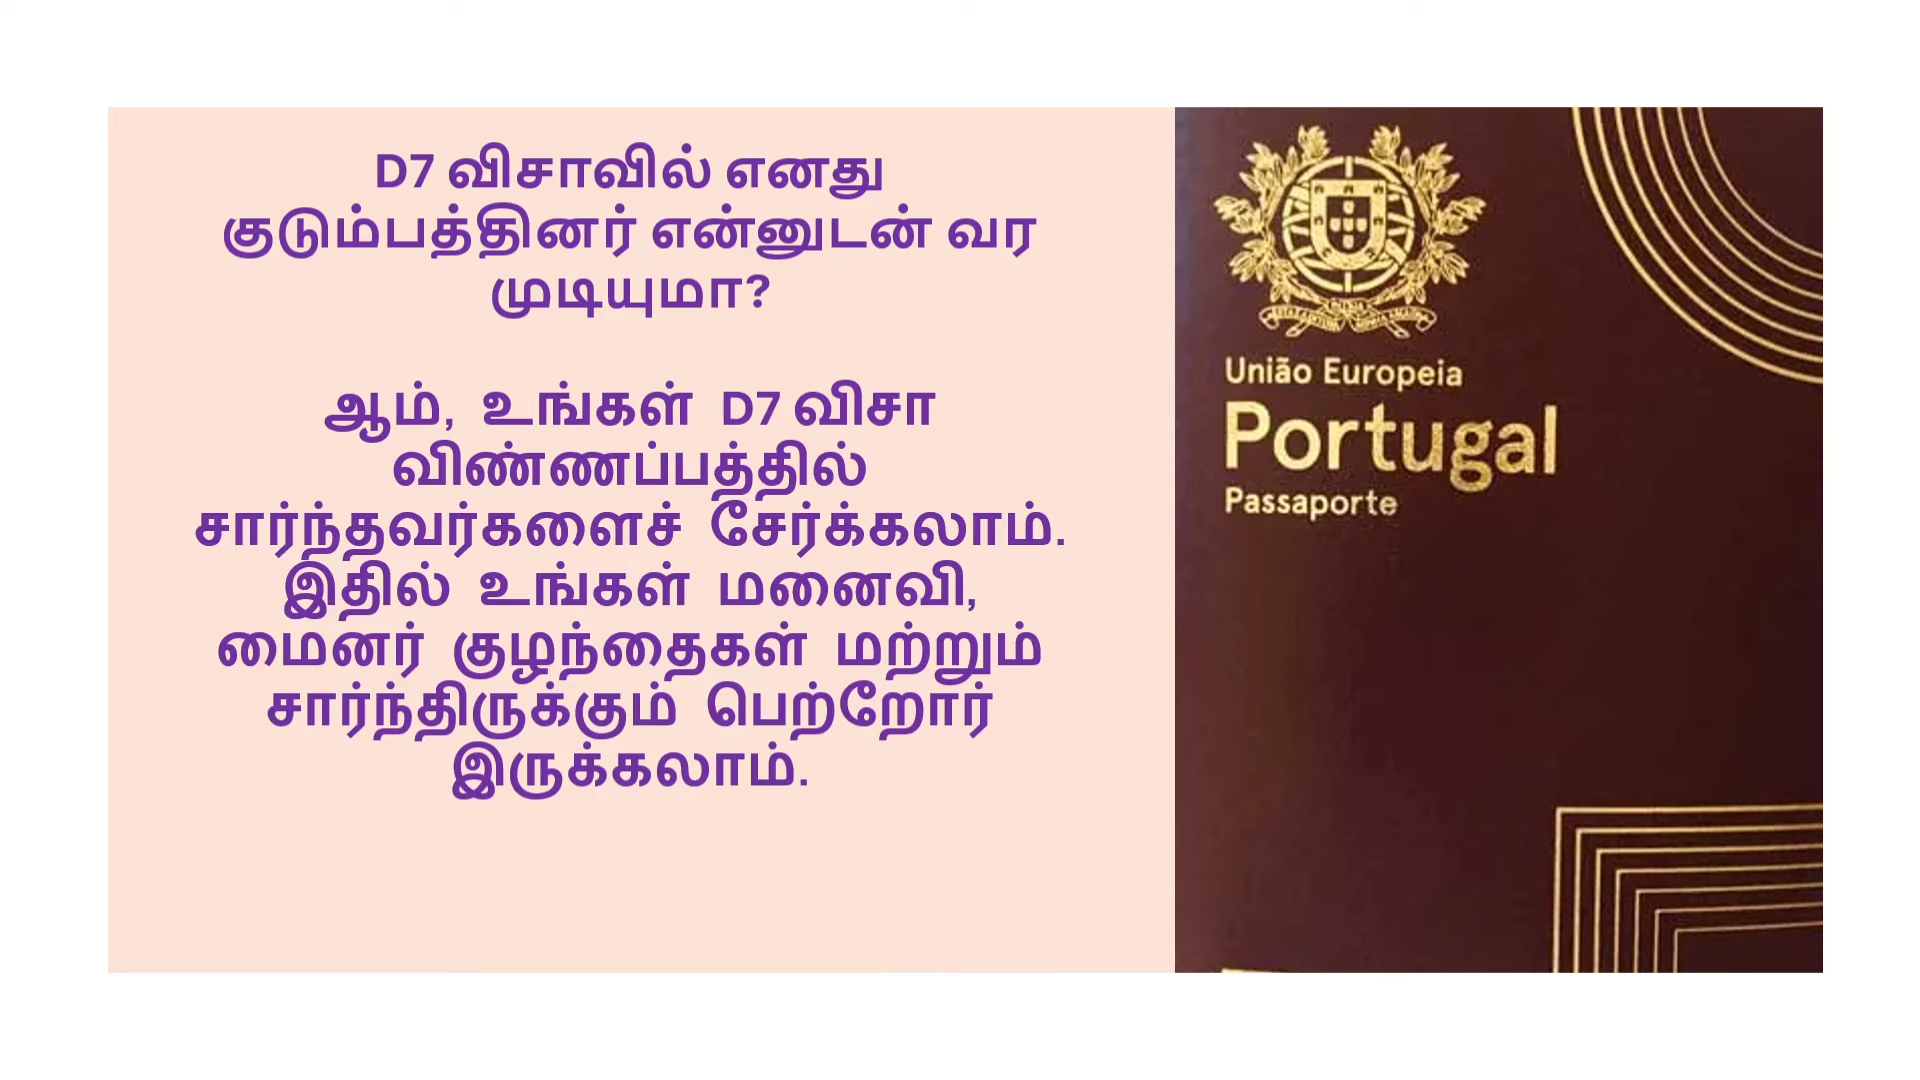 D7 விசாவில் எனது
குடும்பத்தினர் என்னுடன் வர
முடியுமா?
ஆம், உங்கள் D7 விசா
விண்ணப்பத்தில்
சார்ந்தவர்களைச் சேர்க்கலாம்.
இதில் உங்கள் மனைவி,
மைனர் குழந்தைகள் மற்றும்
சார்ந்திருக்கும் பெற்றோர்
இருக்கலாம்.
União Europeia
Portugal
Passaporte